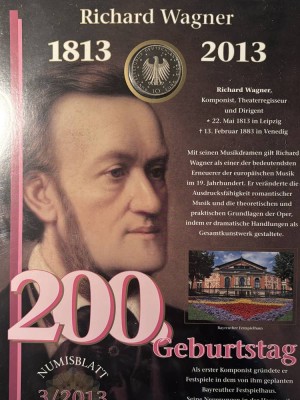 Richard Wagner
1813
2013
Richard Wagner,
Komponist, Theaterregisseur
und Dirigent
* 22. Mai 1813 in Leipzig
† 13. Februar 1883 in Venedig
Mit seinen Musikdramen gilt Richard
Wagner als einer der bedeutendsten
Erneuerer der europäischen Musik
im 19. Jahrhundert. Er veränderte die
Ausdrucksfähigkeit romantischer
Musik und die theoretischen und
praktischen Grundlagen der Oper,
indem er dramatische Handlungen als
Gesamtkunstwerk gestaltete.
Bayreuther Festspielhaus
200.
Geburtstag
NUMISBLATT
3/2013
Als erster Komponist gründete er
Festspiele in dem von ihm geplanten
Bayreuther Festspielhaus.